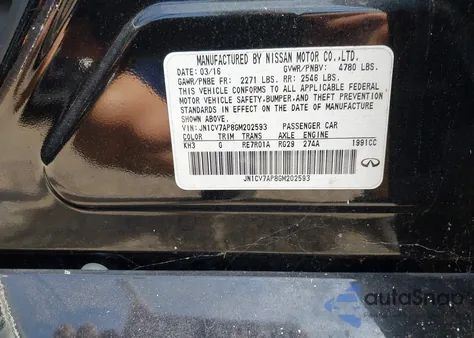 MANUFACTURED BY NISSAN MOTOR CO.,LTD.
DATE: 03/16 GVWR/PNBV: 4780 LBS.
GAWR/PNBE FR: 2271 LBS. RR: 2546 LBS.
THIS VEHICLE CONFORMS TO ALL APPLICABLE FEDERAL
MOTOR VEHICLE SAFETY,BUMPER,AND THEFT PREVENTION
STANDARDS IN EFFECT ON THE DATE OF MANUFACTURE
SHOWN ABOVE.
VIN:JN1CV7AP8GM202593 PASSENGER CAR
COLOR TRIM TRANS AXLE ENGINE
KH3 G RE7R01A RG29 274A 1991CC
JN1CV7AP8GM202593
autoSnap